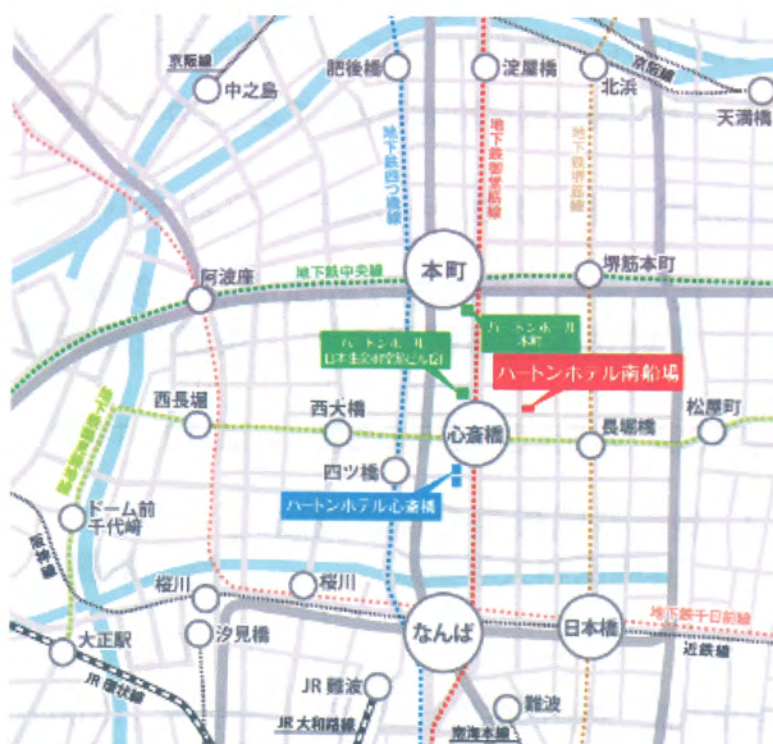 京阪線
中之島
肥後橋
淀屋橋
北浜
京阪線
天満橋
地下鉄四つ橋線
地下鉄御堂筋線
地下鉄堺筋線
阿波座
地下鉄中央線
本町
堺筋本町
ハートンホール
本町
ハートンホール
ハートンホテル南船場
西長堀
西大橋
心斎橋
長堀橋
松屋町
四ツ橋
ハートンホテル心斎橋
ドーム前
千代崎
阪神線
桜川
桜川
なんば
日本橋
地下鉄千日前線
近鉄線
大正駅
汐見橋
JR環状線
JR難波
JR大和路線
難波
南海本線